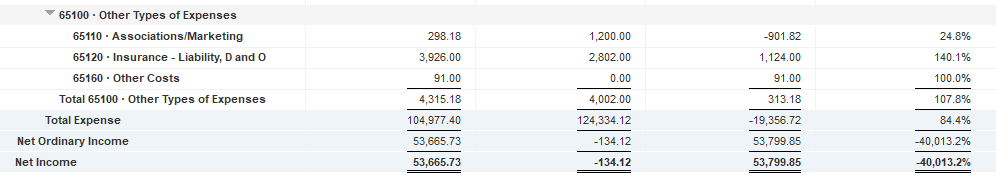 65100 · Other Types of Expenses
65110 · Associations/Marketing 298.18 1,200.00 -901.82 24.8%
65120 · Insurance - Liability, D and O 3,926.00 2,802.00 1,124.00 140.1%
65160 · Other Costs 91.00 0.00 91.00 100.0%
Total 65100 · Other Types of Expenses 4,315.18 4,002.00 313.18 107.8%
Total Expense 104,977.40 124,334.12 -19,356.72 84.4%
Net Ordinary Income 53,665.73 -134.12 53,799.85 -40,013.2%
Net Income 53,665.73 -134.12 53,799.85 -40,013.2%